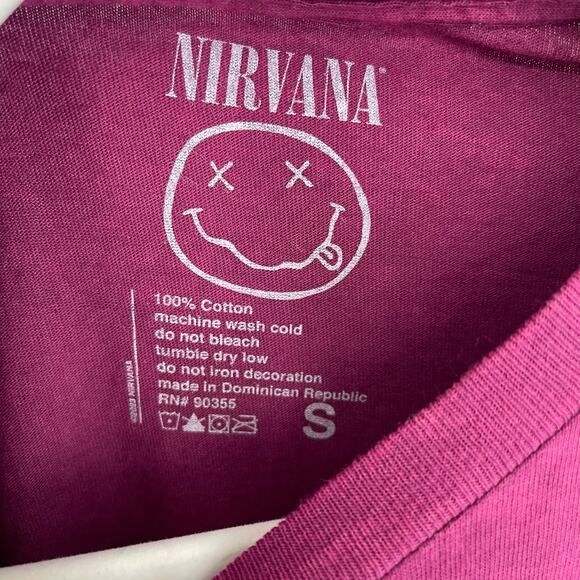 NIRVANA
100% Cotton
machine wash cold
do not bleach
tumble dry low
do not iron decoration
made in Dominican Republic
RN# 90355
S
NIRVANA